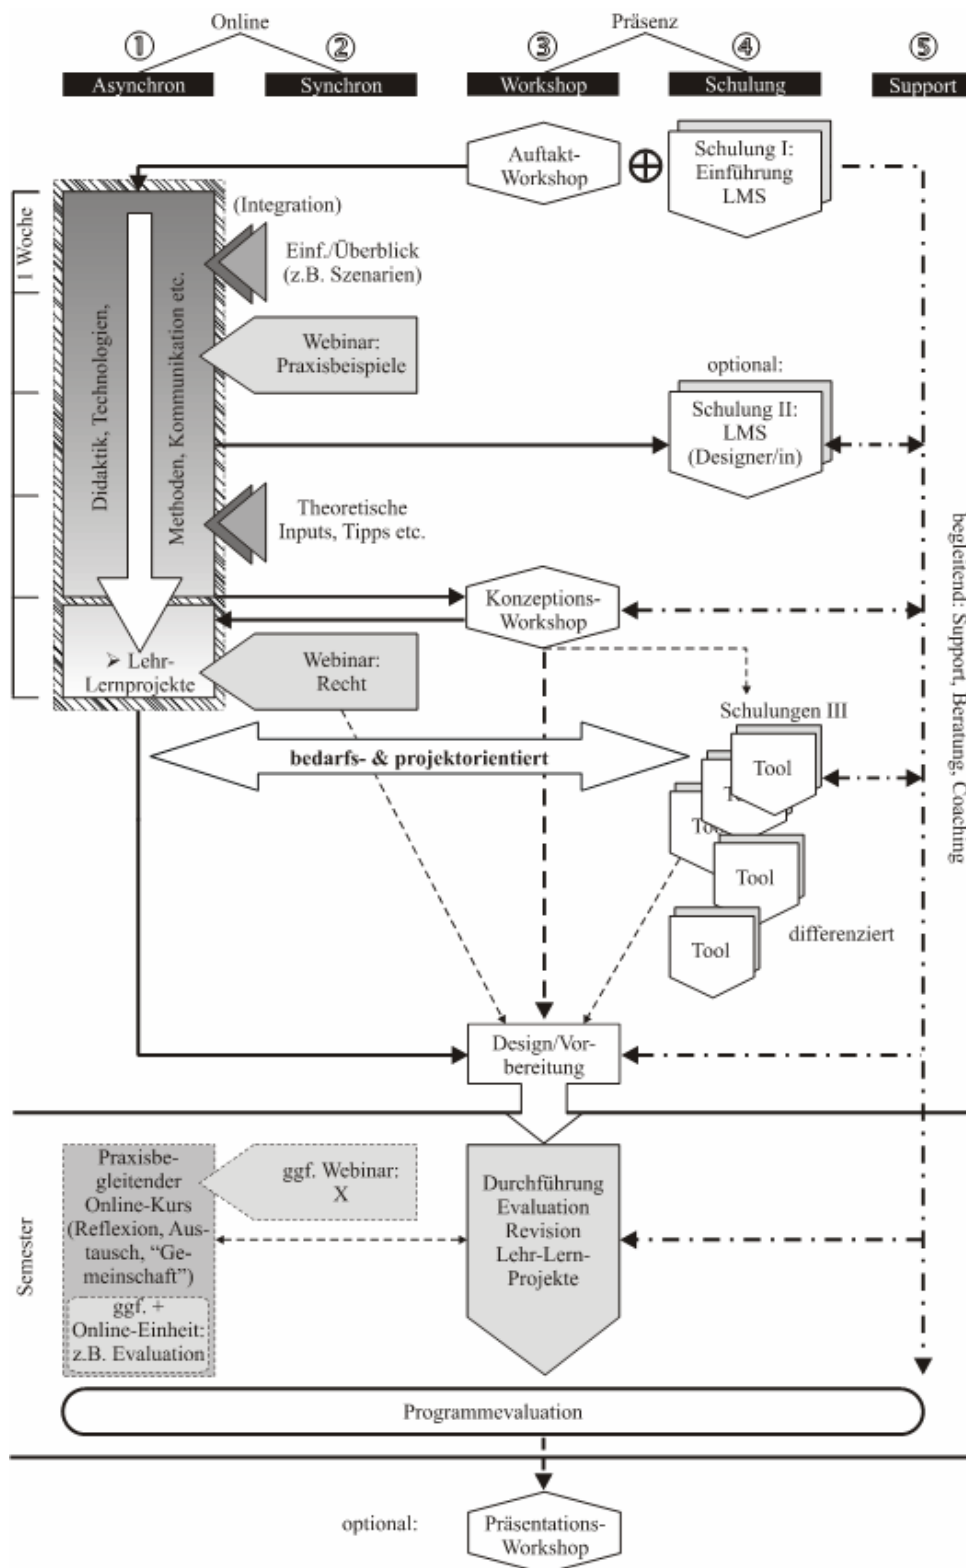 Online
Präsenz
① ② ③ ④ ⑤
Asynchron
Synchron
Workshop
Schulung
Support
Auftakt-
Workshop
Schulung I:
Einführung
LMS
1 Woche
(Integration)
Einf./Überblick
(z.B. Szenarien)
Didaktik, Technologien,
Methoden, Kommunikation etc.
Webinar:
Praxisbeispiele
optional:
Schulung II:
LMS
(Designer/in)
Theoretische
Inputs, Tipps etc.
begleitend: Support, Beratung, Coaching
Konzeptions-
Workshop
➢ Lehr-
Lernprojekte
Webinar:
Recht
Schulungen III
bedarfs- & projektorientiert
Tool
Tool
Tool
differenziert
Design/Vor-
bereitung
Semester
Praxisbe-
gleitender
Online-Kurs
(Reflexion, Aus-
tausch, “Ge-
meinschaft”)
ggf. +
Online-Einheit:
z.B. Evaluation
ggf. Webinar:
X
Durchführung
Evaluation
Revision
Lehr-Lern-
Projekte
Programmevaluation
optional:
Präsentations-
Workshop